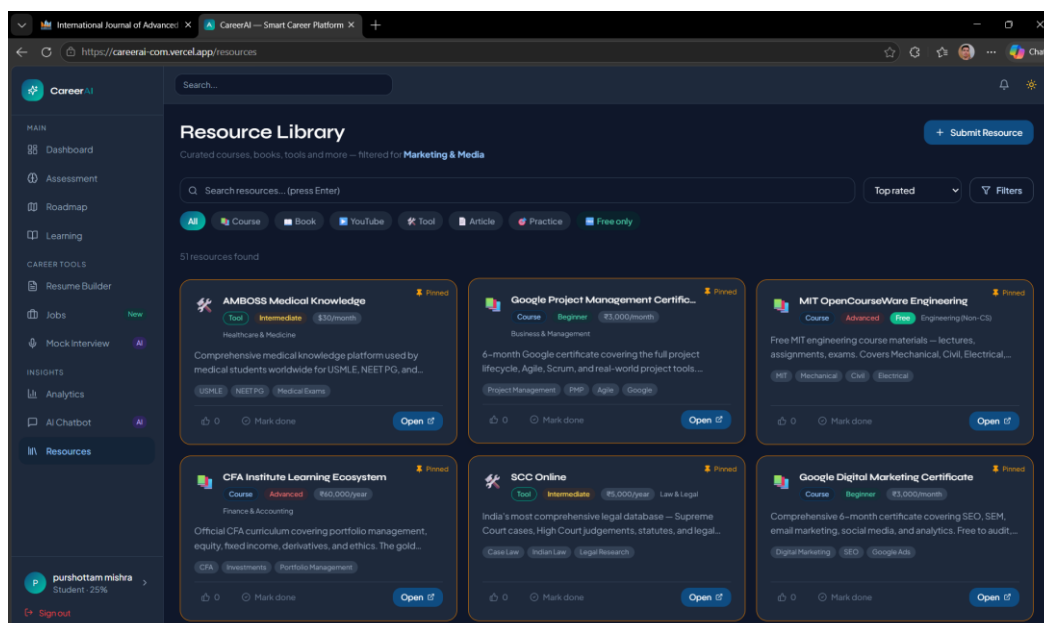 International Journal of Advanced
CareerAI — Smart Career Platform
https://careerai-com.vercel.app/resources
CareerAI
Search...
MAIN
Dashboard
Assessment
Roadmap
Learning
CAREER TOOLS
Resume Builder
Jobs New
Mock Interview AI
INSIGHTS
Analytics
AI Chatbot AI
Resources
purshottam mishra
Student · 25%
Sign out
Resource Library
+ Submit Resource
Curated courses, books, tools and more — filtered for Marketing & Media
Search resources... (press Enter)
Top rated
Filters
All Course Book YouTube Tool Article Practice Free only
51 resources found
Pinned
AMBOSS Medical Knowledge
Tool Intermediate $30/month
Healthcare & Medicine
Comprehensive medical knowledge platform used by
medical students worldwide for USMLE, NEET PG, and...
USMLE NEET PG Medical Exams
0 Mark done Open
Pinned
Google Project Management Certific...
Course Beginner ₹3,000/month
Business & Management
6-month Google certificate covering the full project
lifecycle, Agile, Scrum, and real-world project tools....
Project Management PMP Agile Google
0 Mark done Open
Pinned
MIT OpenCourseWare Engineering
Course Advanced Free Engineering (Non-CS)
Free MIT engineering course materials — lectures,
assignments, exams. Covers Mechanical, Civil, Electrical,...
MIT Mechanical Civil Electrical
0 Mark done Open
Pinned
CFA Institute Learning Ecosystem
Course Advanced ₹60,000/year
Finance & Accounting
Official CFA curriculum covering portfolio management,
equity, fixed income, derivatives, and ethics. The gold...
CFA Investments Portfolio Management
0 Mark done Open
Pinned
SCC Online
Tool Intermediate ₹5,000/year Law & Legal
India's most comprehensive legal database — Supreme
Court cases, High Court judgements, statutes, and legal...
Case Law Indian Law Legal Research
0 Mark done Open
Pinned
Google Digital Marketing Certificate
Course Beginner ₹3,000/month
Comprehensive 6-month certificate covering SEO, SEM,
email marketing, social media, and analytics. Free to audit,...
Digital Marketing SEO Google Ads
0 Mark done Open